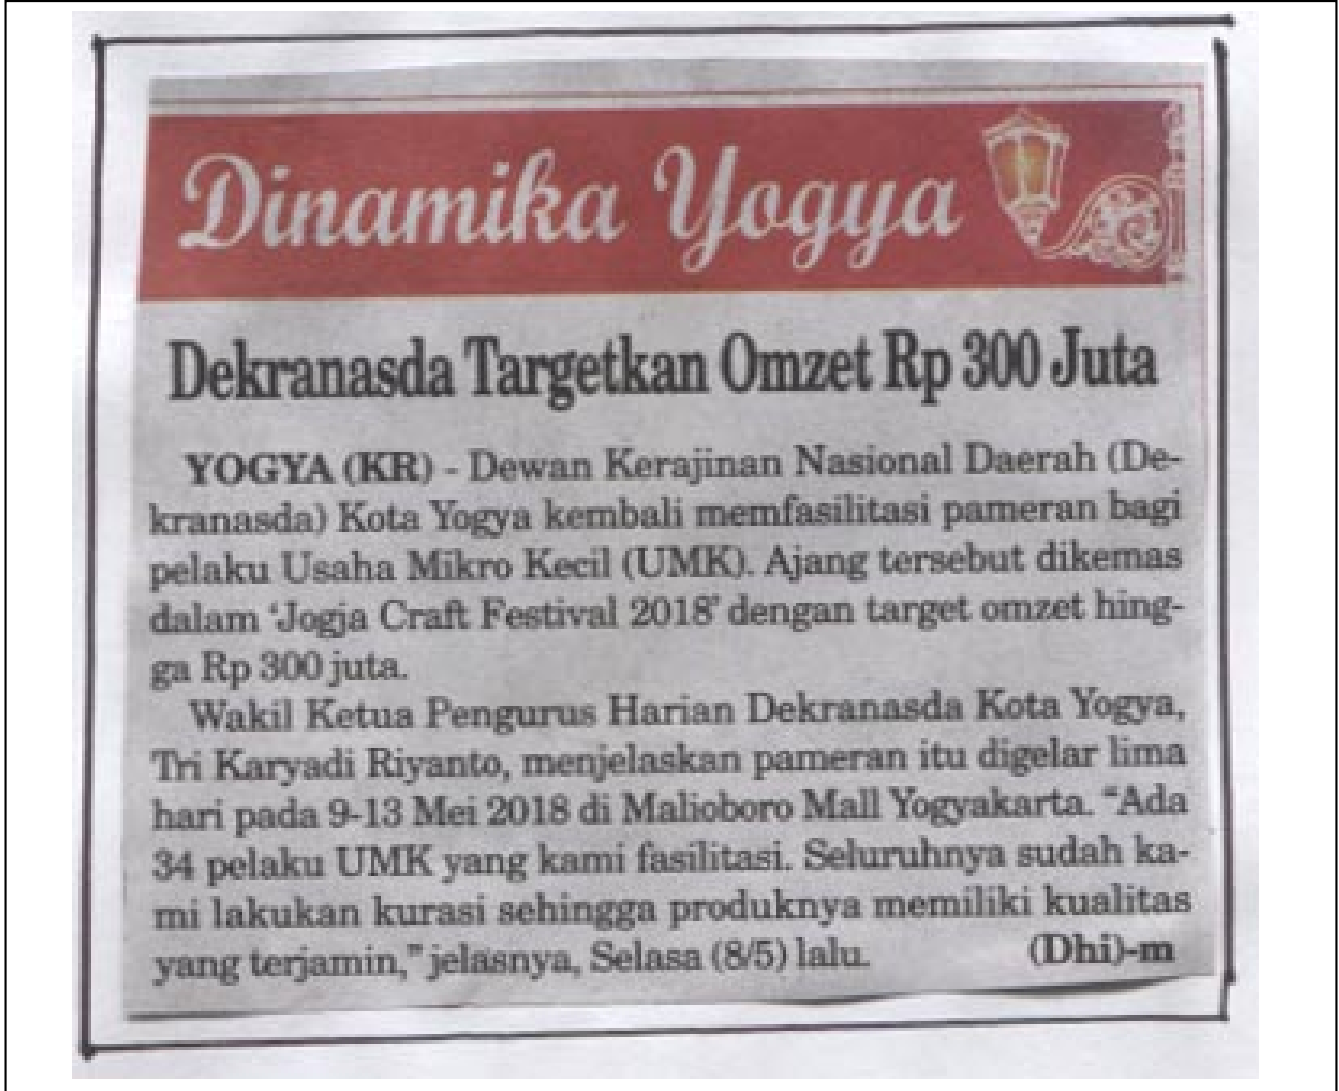 Dinamika Yogya
Dekranasda Targetkan Omzet Rp 300 Juta
YOGYA (KR) - Dewan Kerajinan Nasional Daerah (De-
kranasda) Kota Yogya kembali memfasilitasi pameran bagi
pelaku Usaha Mikro Kecil (UMK). Ajang tersebut dikemas
dalam 'Jogja Craft Festival 2018' dengan target omzet hing-
ga Rp 300 juta.
Wakil Ketua Pengurus Harian Dekranasda Kota Yogya,
Tri Karyadi Riyanto, menjelaskan pameran itu digelar lima
hari pada 9-13 Mei 2018 di Malioboro Mall Yogyakarta. "Ada
34 pelaku UMK yang kami fasilitasi. Seluruhnya sudah ka-
mi lakukan kurasi sehingga produknya memiliki kualitas
yang terjamin," jelasnya, Selasa (8/5) lalu. (Dhi)-m